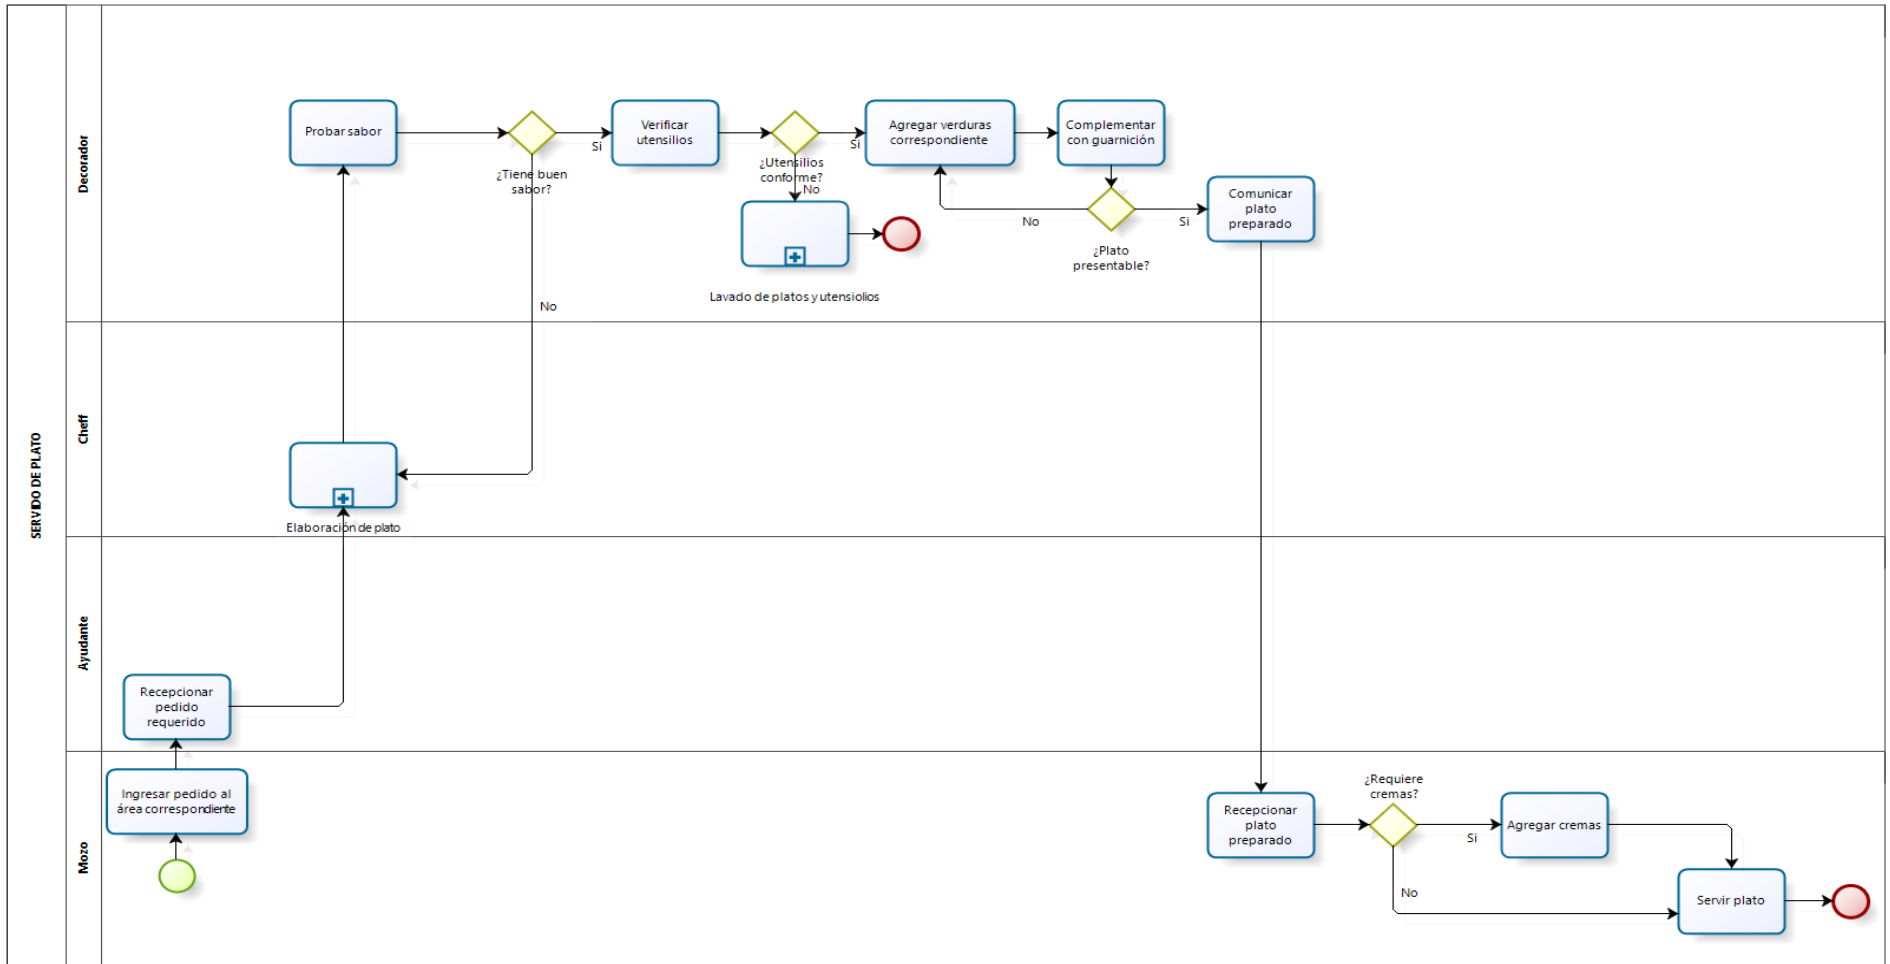 SERVIDO DE PLATO
Decorador
Probar sabor
¿Tiene buen
sabor?
Si
No
Verificar
utensilios
¿Utensilios
conforme?
Si
No
Lavado de platos y utensiolios
Agregar verduras
correspondiente
Complementar
con guarnición
¿Plato
presentable?
No
Si
Comunicar
plato
preparado
Cheff
Elaboración de plato
Ayudante
Recepcionar
pedido
requerido
Mozo
Ingresar pedido al
área correspondiente
Recepcionar
plato
preparado
¿Requiere
cremas?
Si
No
Agregar cremas
Servir plato